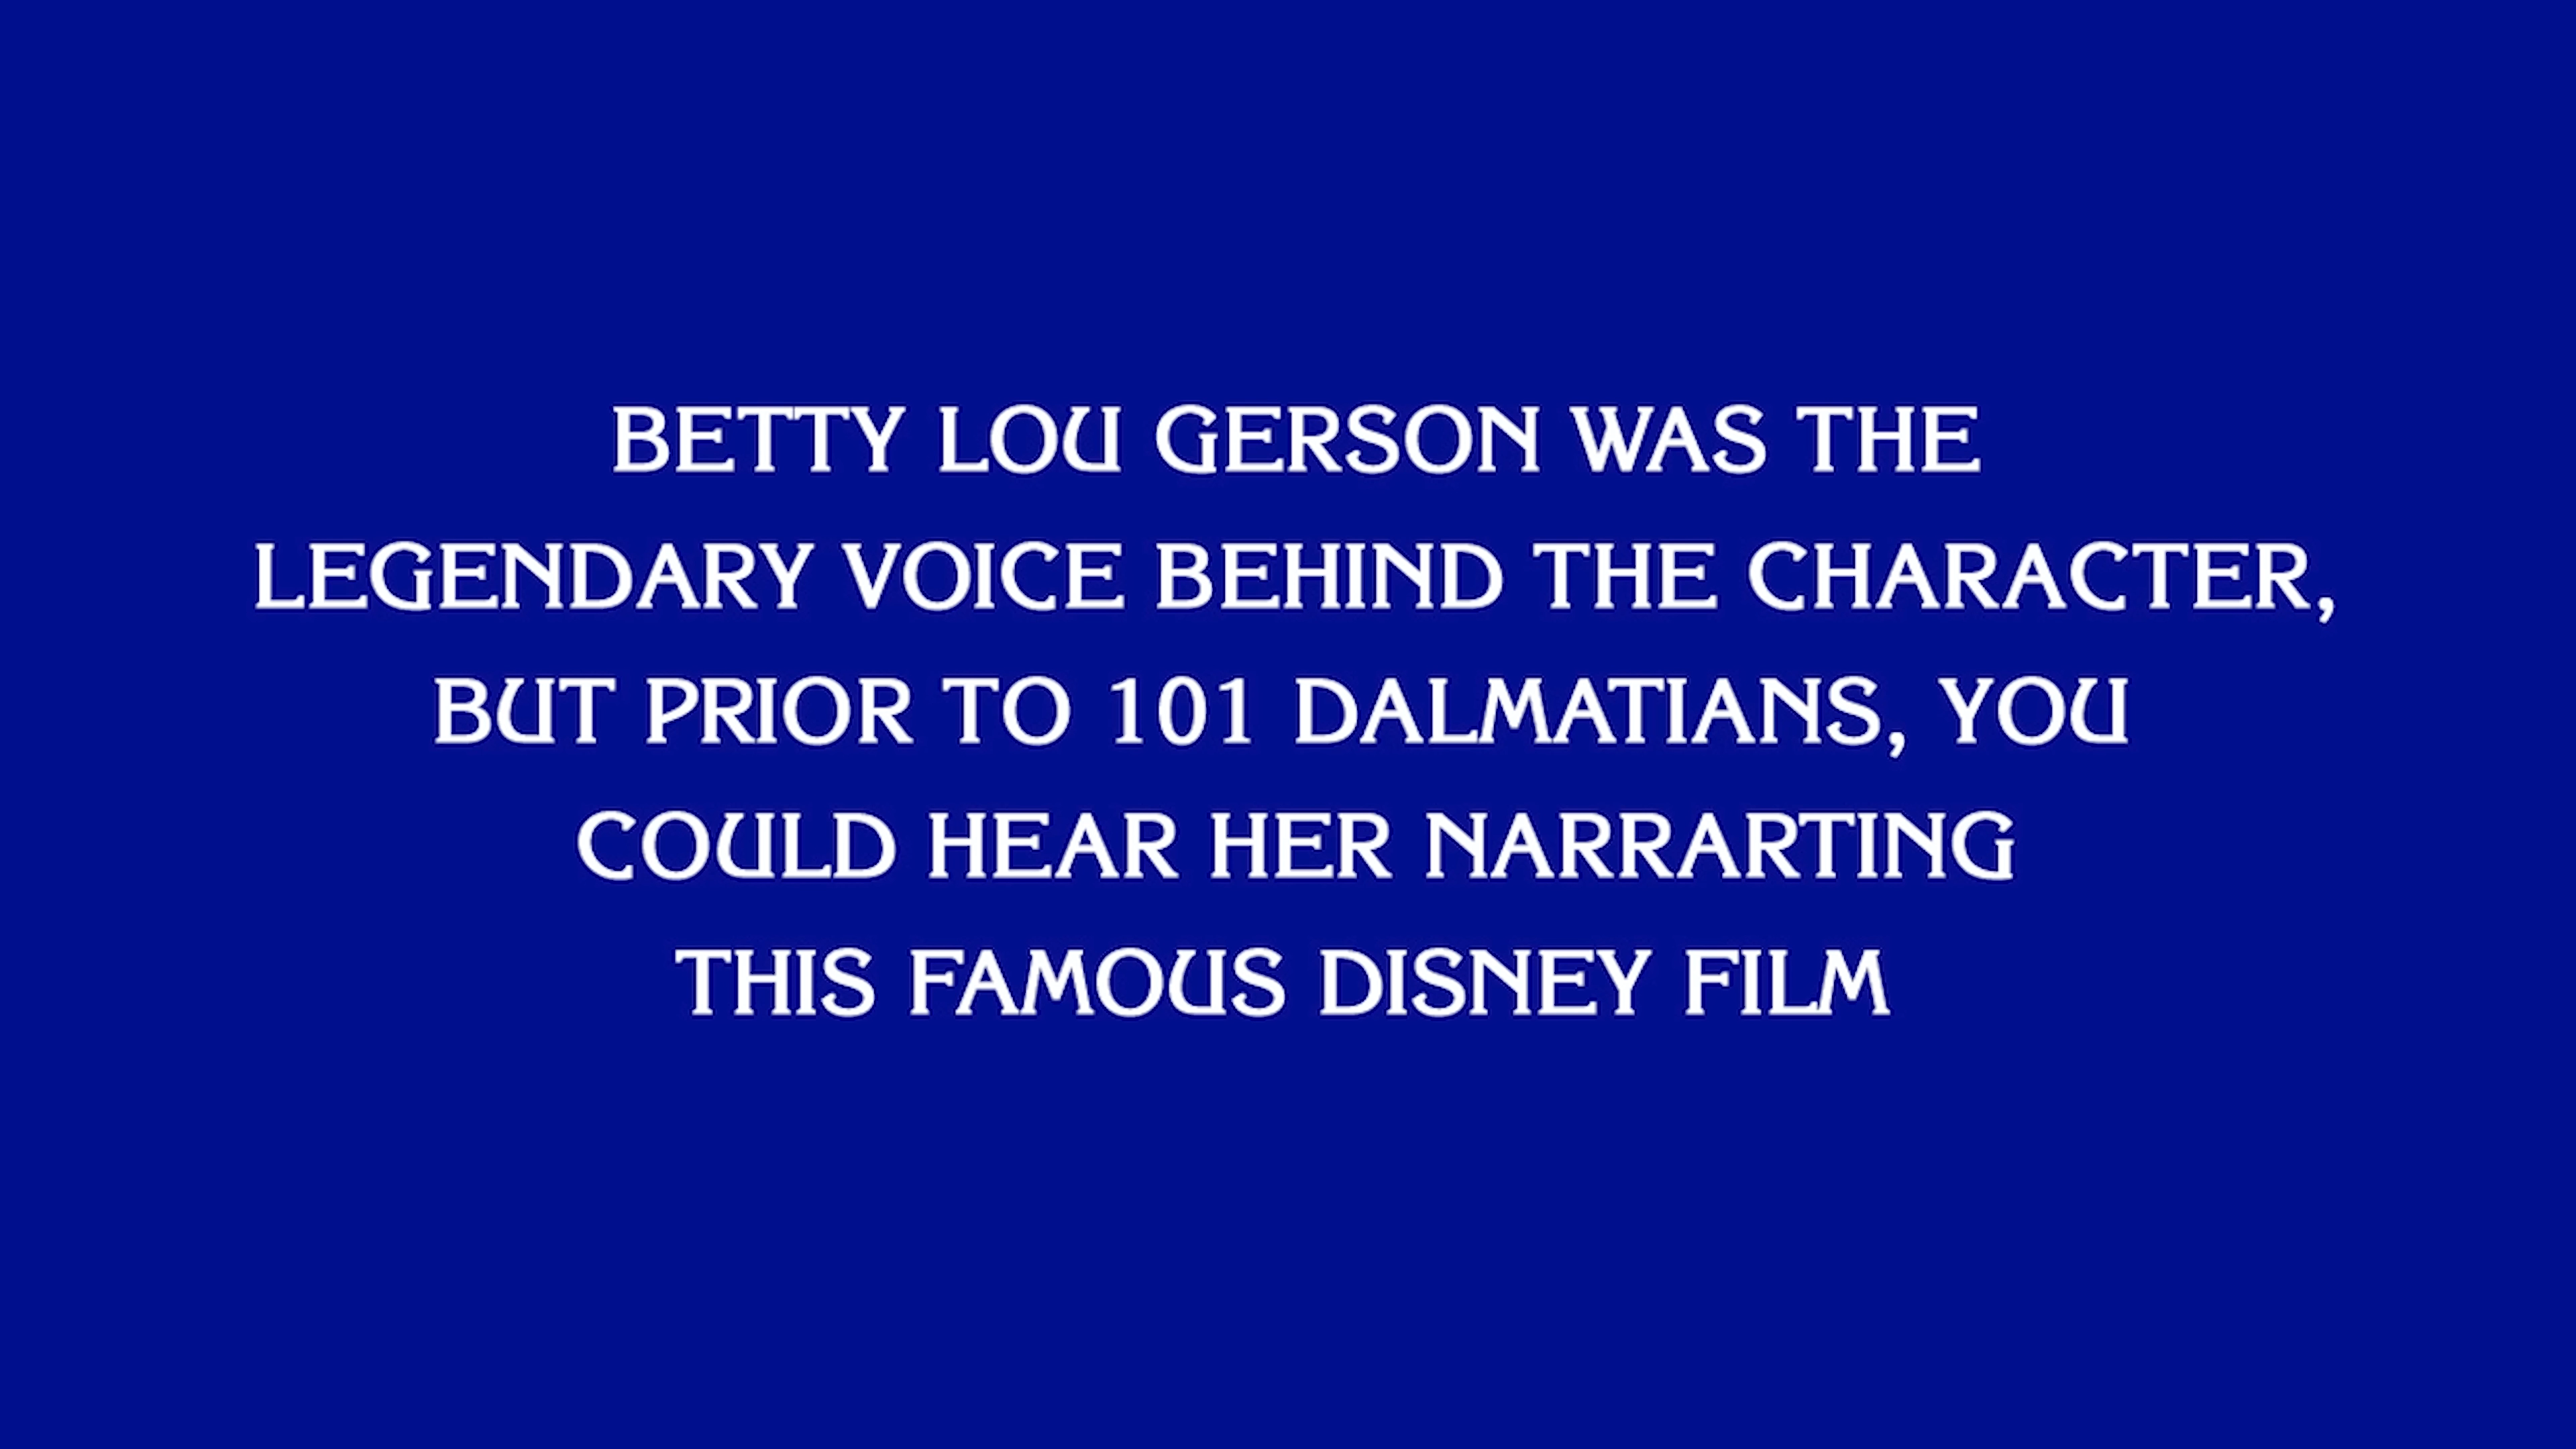 BETTY LOU GERSON WAS THE
LEGENDARY VOICE BEHIND THE CHARACTER,
BUT PRIOR TO 101 DALMATIANS, YOU
COULD HEAR HER NARRARTING
THIS FAMOUS DISNEY FILM